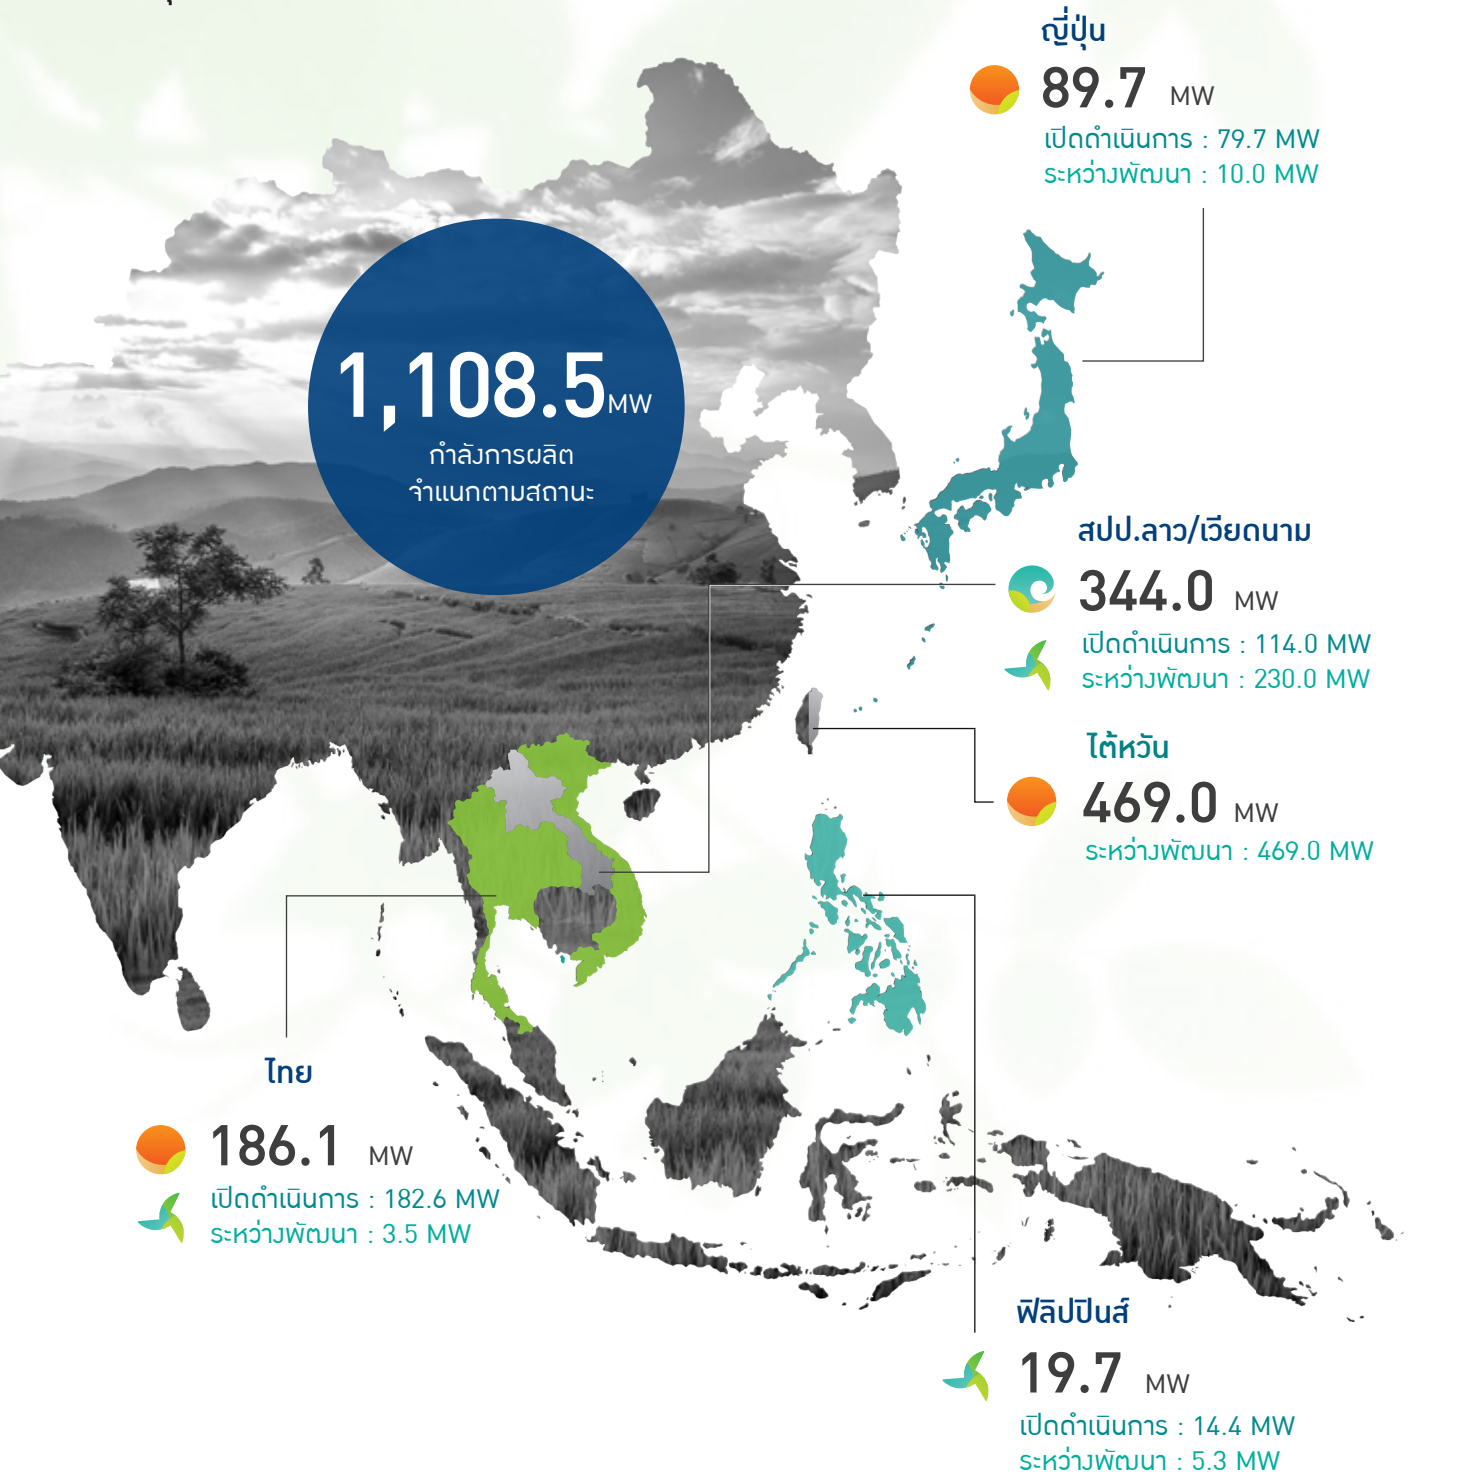 ญี่ปุ่น
89.7 MW
เปิดดำเนินการ : 79.7 MW
ระหว่างพัฒนา : 10.0 MW
1,108.5 MW
กำลังการผลิต
จำแนกตามสถานะ
สปป.ลาว/เวียดนาม
344.0 MW
เปิดดำเนินการ : 114.0 MW
ระหว่างพัฒนา : 230.0 MW
ไต้หวัน
469.0 MW
ระหว่างพัฒนา : 469.0 MW
ไทย
186.1 MW
เปิดดำเนินการ : 182.6 MW
ระหว่างพัฒนา : 3.5 MW
ฟิลิปปินส์
19.7 MW
เปิดดำเนินการ : 14.4 MW
ระหว่างพัฒนา : 5.3 MW